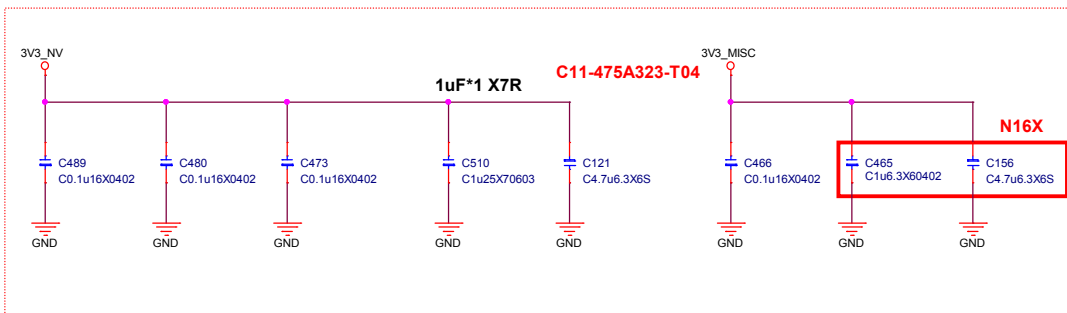 3V3_NV
3V3_MISC
C11-475A323-T04
1uF*1 X7R
N16X
C489
C0.1u16X0402
C480
C0.1u16X0402
C473
C0.1u16X0402
C510
C1u25X70603
C121
C4.7u6.3X6S
C466
C0.1u16X0402
C465
C1u6.3X60402
C156
C4.7u6.3X6S
GND
GND
GND
GND
GND
GND
GND
GND